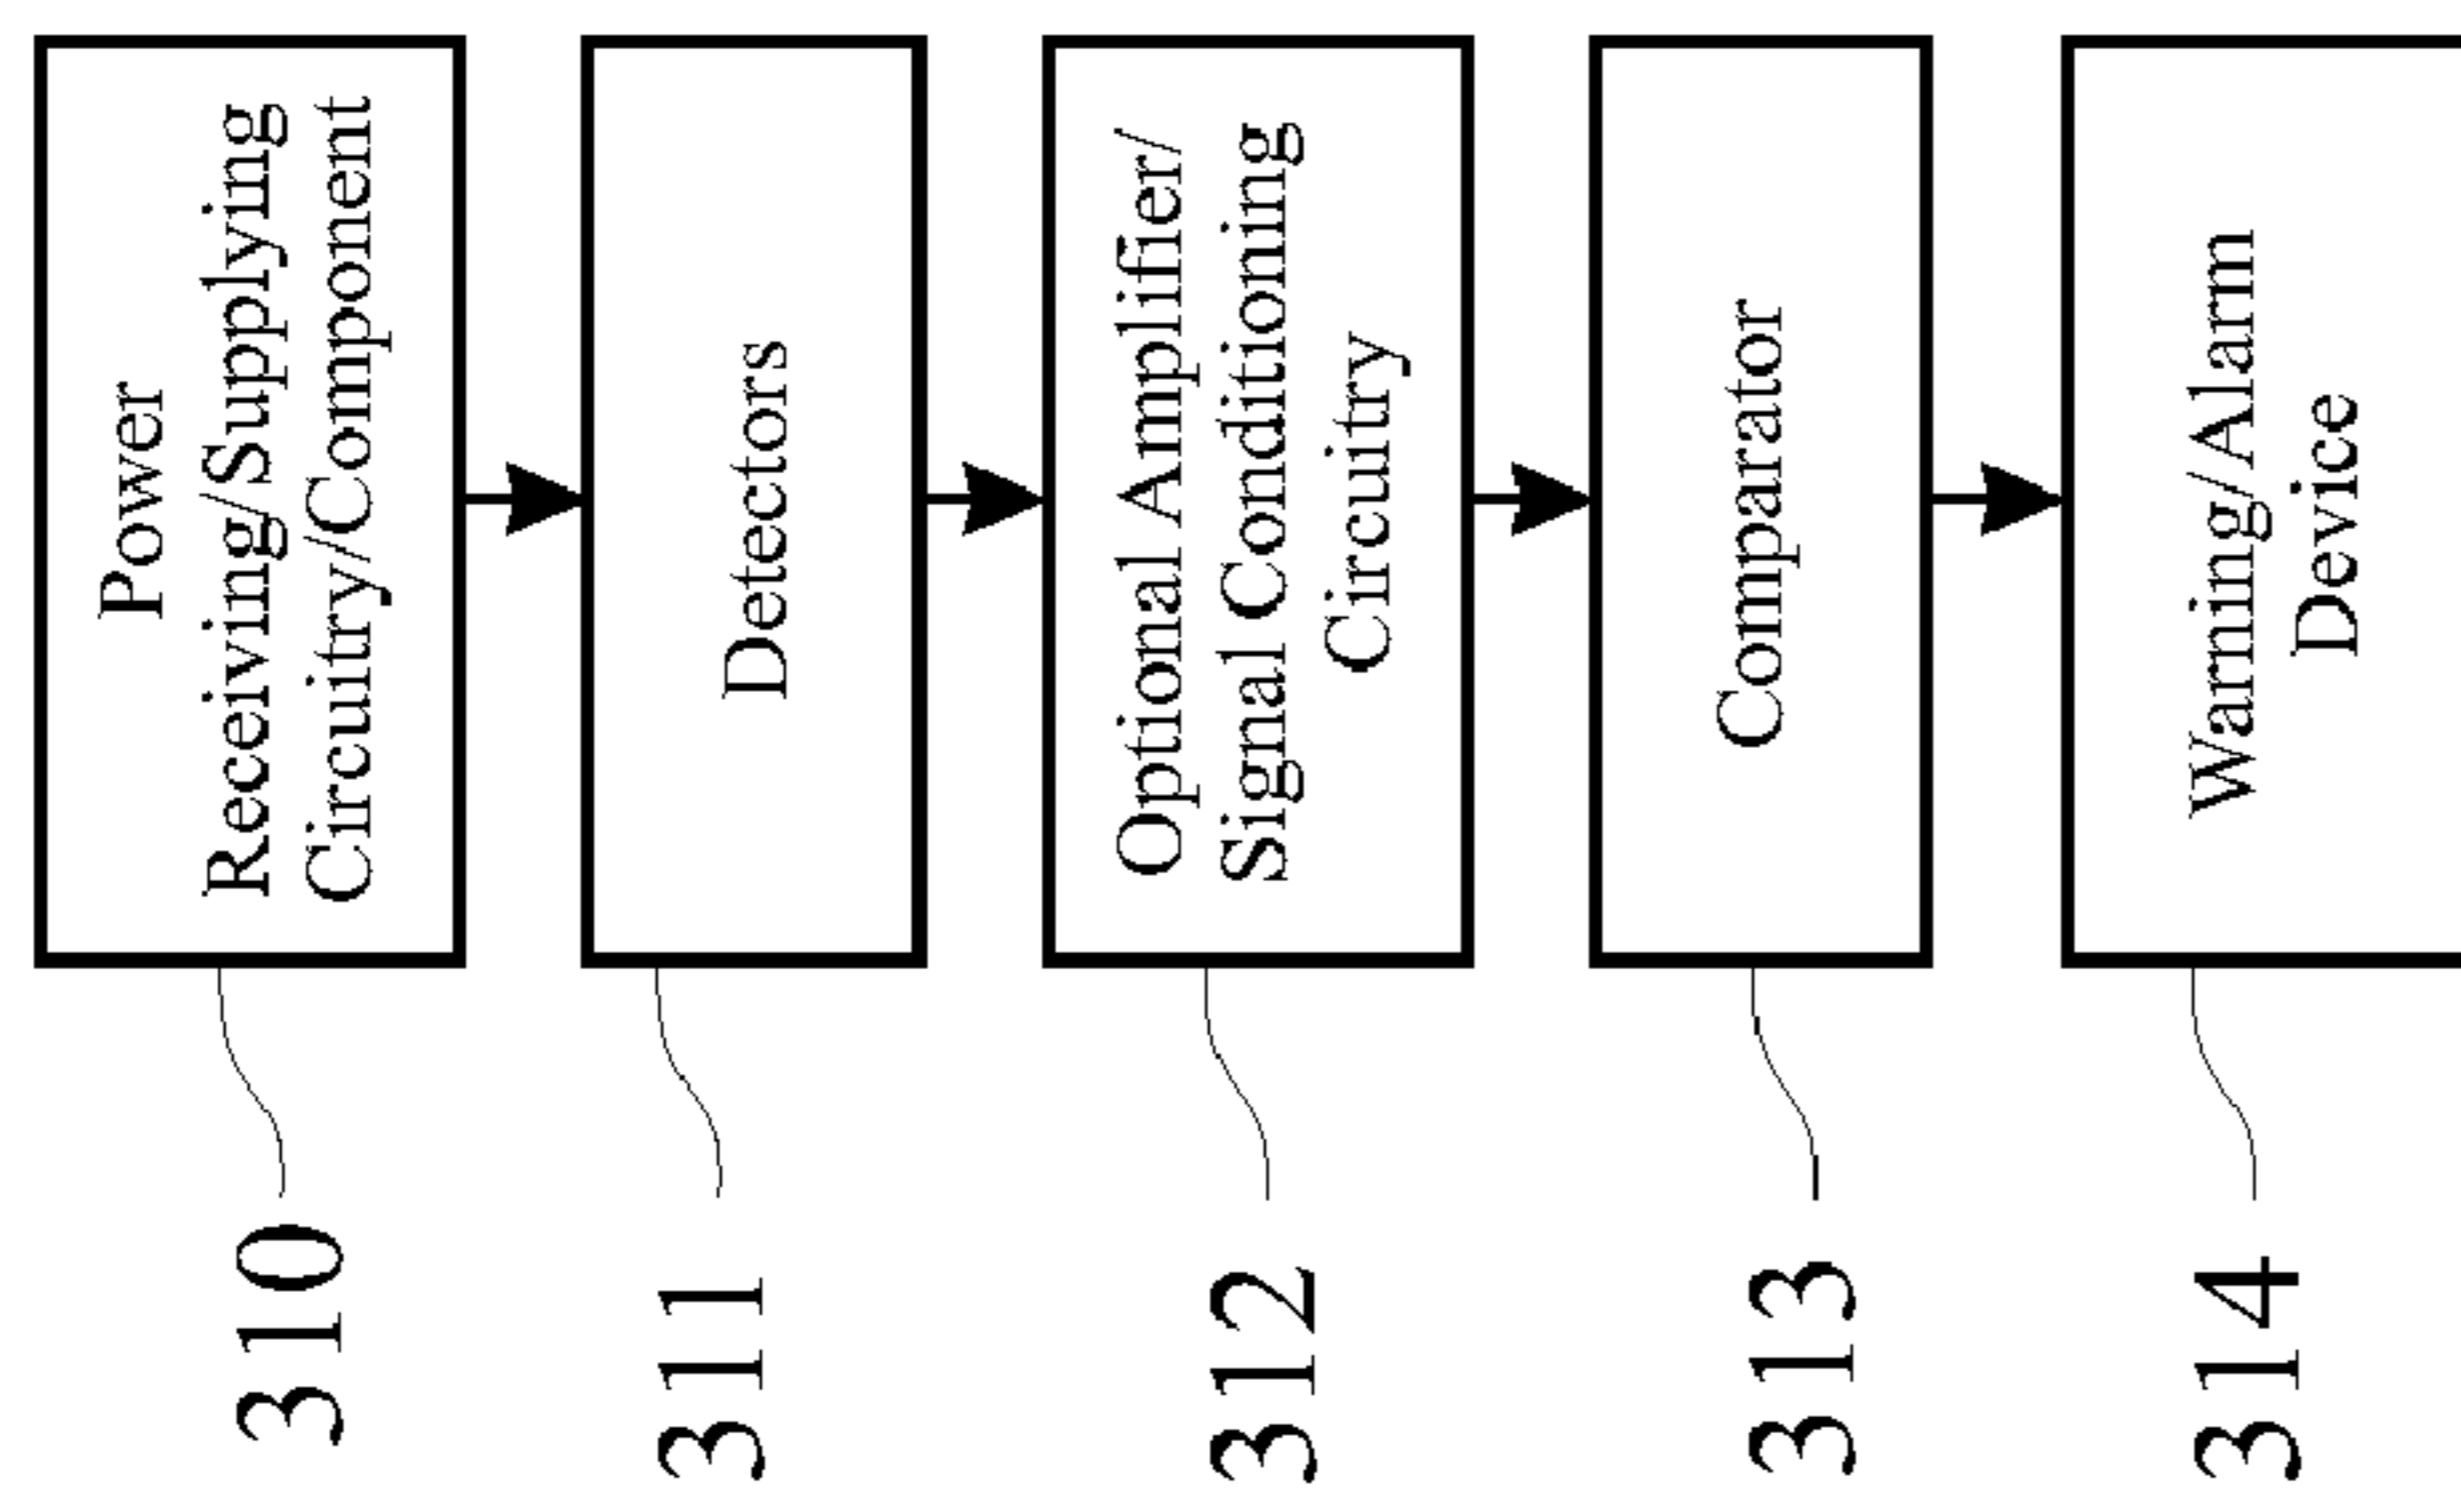 310
Power
Receiving/Supplying
Circuitry/Component
311
Detectors
312
Optional Amplifier/
Signal Conditioning
Circuitry
313
Comparator
314
Warning/Alarm
Device